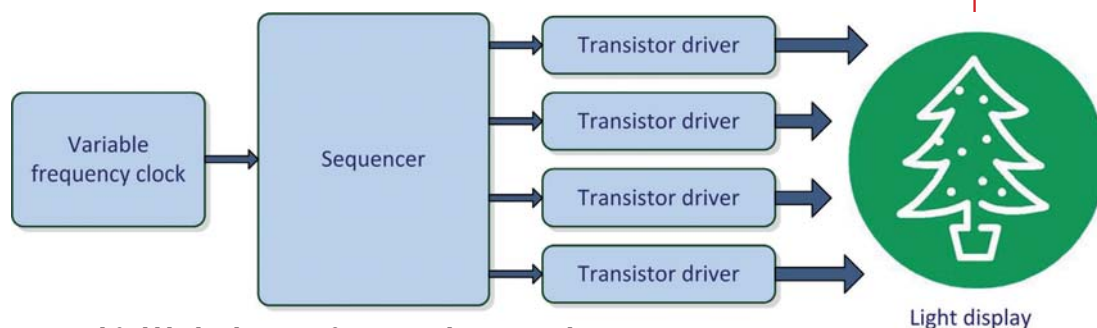 Variable
frequency clock
Sequencer
Transistor driver
Transistor driver
Transistor driver
Transistor driver
Light display